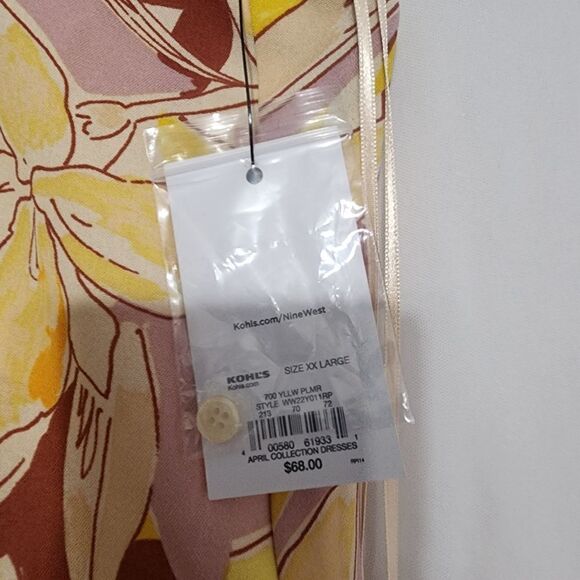 Kohls.com/NineWest
KOHL'S SIZE XX LARGE
Kohls.com
700 YLLW PLMR
STYLE WW22Y011RP
213 70 72
4 00580 61933 1
APRIL COLLECTION DRESSES
$68.00 RPI14